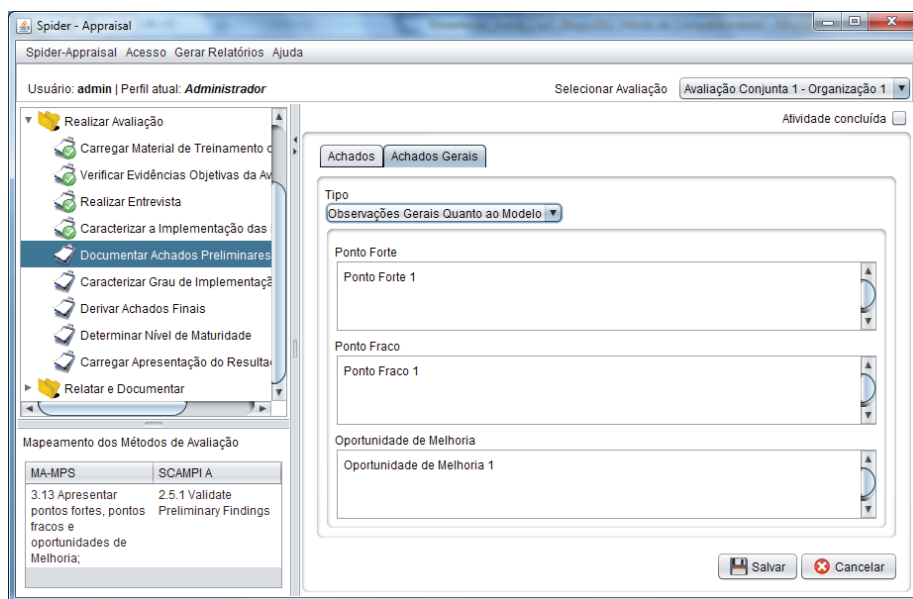 Spider - Appraisal
Spider-Appraisal Acesso Gerar Relatórios Ajuda
Usuário: admin | Perfil atual: Administrador
Selecionar Avaliação
Avaliação Conjunta 1 - Organização 1
Atividade concluída
Realizar Avaliação
Carregar Material de Treinamento
Verificar Evidências Objetivas da
Realizar Entrevista
Caracterizar a Implementação das
Documentar Achados Preliminares
Caracterizar Grau de
Derivar Achados Finais
Determinar Nível de Maturidade
Carregar Apresentação do
Relatar e Documentar
Mapeamento dos Métodos de Avaliação
MA-MPS SCAMPI A
3.13 Apresentar
pontos fortes, pontos
fracos e
oportunidades de
Melhoria;
2.5.1 Validate
Preliminary Findings
Achados
Achados Gerais
Tipo
Observações Gerais Quanto ao Modelo
Ponto Forte
Ponto Forte 1
Ponto Fraco
Ponto Fraco 1
Oportunidade de Melhoria
Oportunidade de Melhoria 1
Salvar
Cancelar